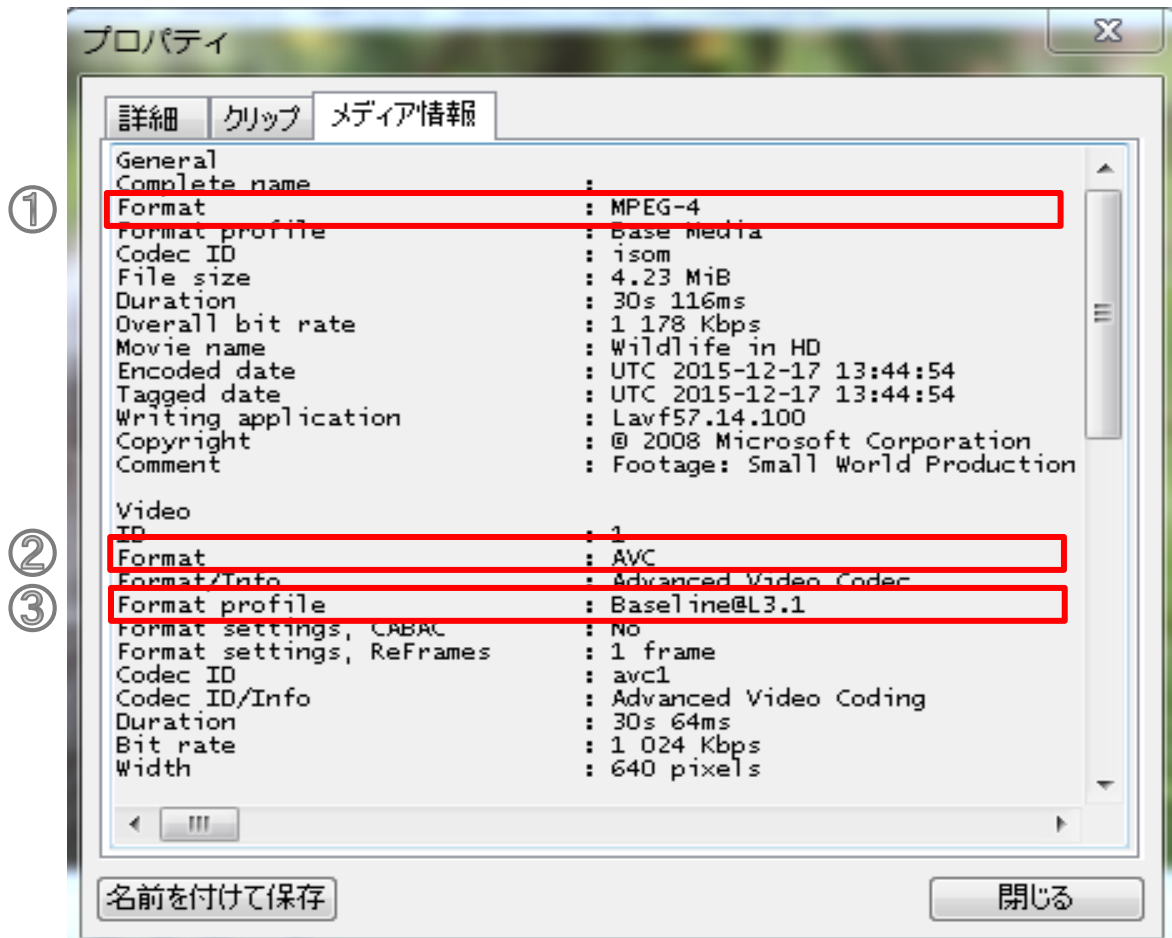 プロパティ
詳細 クリップ メディア情報
General
Complete name :
① Format : MPEG-4
Format profile : Base Media
Codec ID : isom
File size : 4.23 MiB
Duration : 30s 116ms
Overall bit rate : 1 178 Kbps
Movie name : Wildlife in HD
Encoded date : UTC 2015-12-17 13:44:54
Tagged date : UTC 2015-12-17 13:44:54
Writing application : Lavf57.14.100
Copyright : © 2008 Microsoft Corporation
Comment : Footage: Small World Production
Video
ID : 1
② Format : AVC
Format/Info : Advanced Video Codec
③ Format profile : Baseline@L3.1
Format settings, CABAC : No
Format settings, ReFrames : 1 frame
Codec ID : avc1
Codec ID/Info : Advanced Video Coding
Duration : 30s 64ms
Bit rate : 1 024 Kbps
Width : 640 pixels
名前を付けて保存 閉じる